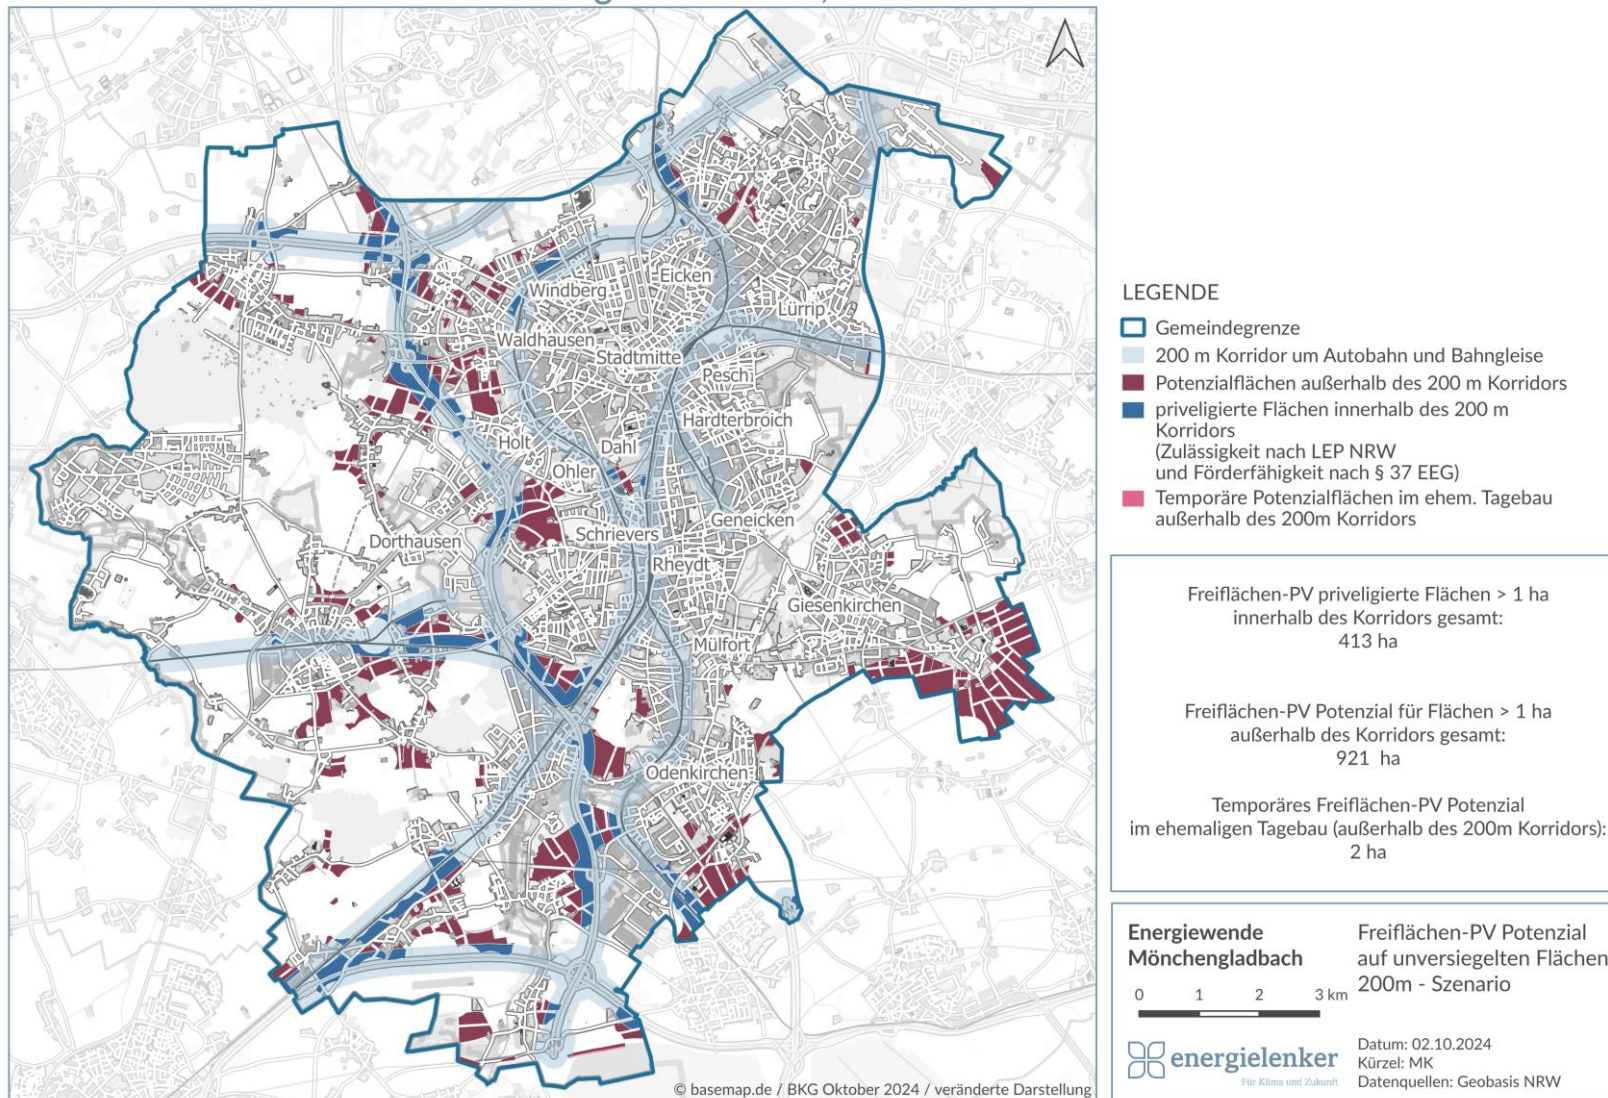 Eicken
Windberg
Lürrip
Waldhausen
Stadtmitte
Pesch
Hardterbroich
Holt
Dahl
Ohler
Geneicken
Schrievers
Dorthausen
Rheydt
Giesenkirchen
Mülfort
Odenkirchen
© basemap.de / BKG Oktober 2024 / veränderte Darstellung
LEGENDE
Gemeindegrenze
200 m Korridor um Autobahn und Bahngleise
Potenzialflächen außerhalb des 200 m Korridors
priveligierte Flächen innerhalb des 200 m
Korridors
(Zulässigkeit nach LEP NRW
und Förderfähigkeit nach § 37 EEG)
Temporäre Potenzialflächen im ehem. Tagebau
außerhalb des 200m Korridors
Freiflächen-PV priveligierte Flächen > 1 ha
innerhalb des Korridors gesamt:
413 ha
Freiflächen-PV Potenzial für Flächen > 1 ha
außerhalb des Korridors gesamt:
921 ha
Temporäres Freiflächen-PV Potenzial
im ehemaligen Tagebau (außerhalb des 200m Korridors):
2 ha
Energiewende
Mönchengladbach
0 1 2 3 km
Freiflächen-PV Potenzial
auf unversiegelten Flächen
200m - Szenario
energielenker
Für Klima und Zukunft
Datum: 02.10.2024
Kürzel: MK
Datenquellen: Geobasis NRW